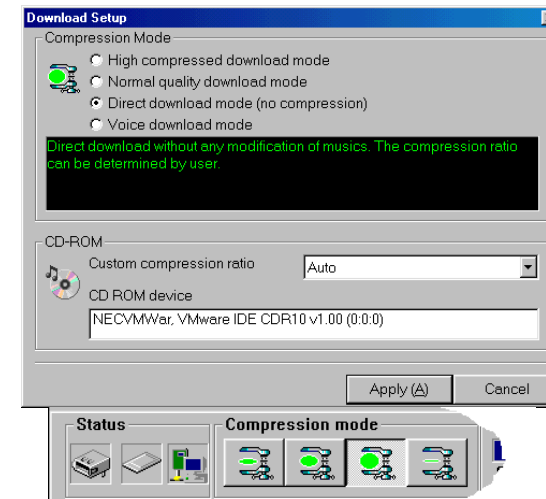 Download Setup
Compression Mode
High compressed download mode
Normal quality download mode
Direct download mode (no compression)
Voice download mode
Direct download without any modification of musics. The compression ratio
can be determined by user.
CD-ROM
Custom compression ratio
Auto
CD ROM device
NECVMWar, VMware IDE CDR10 v1.00 (0:0:0)
Apply (A)
Cancel
Status
Compression mode